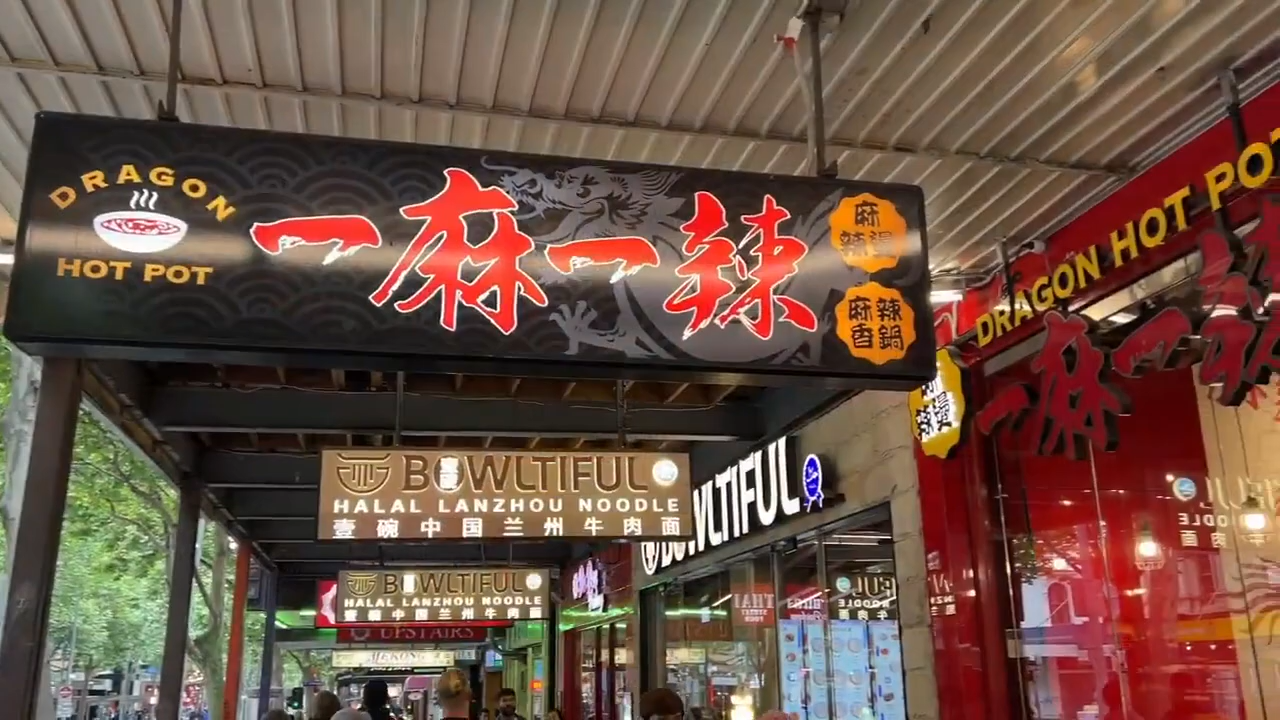 DRAGON
HOT POT
一麻一辣
麻
辣燙
麻辣
香鍋
DRAGON HOT POT
一麻一辣
BOWLTIFUL
HALAL LANZHOU NOODLE
壹碗中国兰州牛肉面
BOWLTIFUL
BOWLTIFUL
HALAL LANZHOU NOODLE
壹碗中国兰州牛肉面
UPSTAIRS
MEKONG